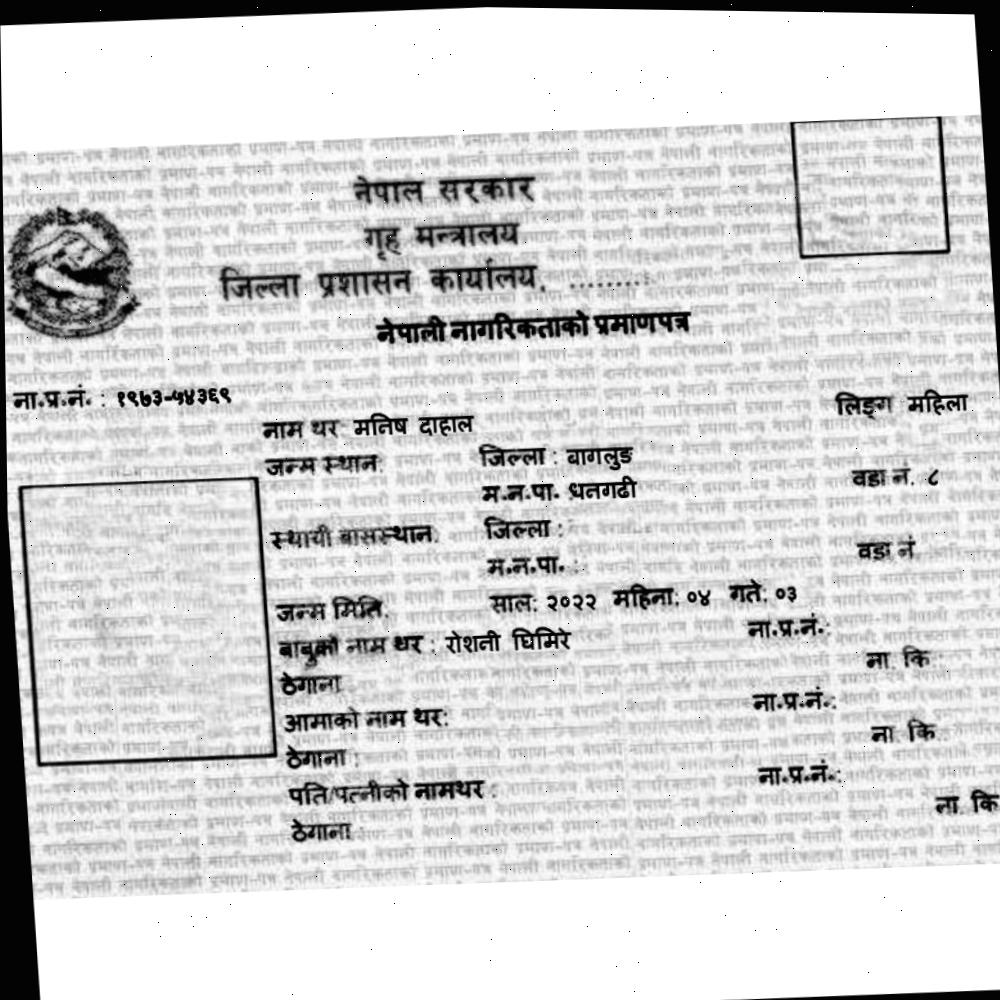 नेपाल सरकार
गृह मन्त्रालय
जिल्ला प्रशासन कार्यालय, .........
नेपाली नागरिकताको प्रमाणपत्र
ना.प्र.नं. : १९७३-५४३६९
लिङ्ग महिला
नाम थर मनिष दाहाल
जन्म स्थान: जिल्ला : बागलुङ
म.न.पा. धनगढी वडा नं. ८
स्थायी बासस्थान: जिल्ला :
म.न.पा. : वडा नं
जन्म मिति: साल: २०२२ महिना: ०४ गते: ०३
बाबुको नाम थर : रोशनी घिमिरे ना.प्र.नं.:
ठेगाना ना. कि.
आमाको नाम थर: ना.प्र.नं.:
ठेगाना : ना. कि.
पति/पत्नीको नामथर : ना.प्र.नं.:
ठेगाना : ना. कि